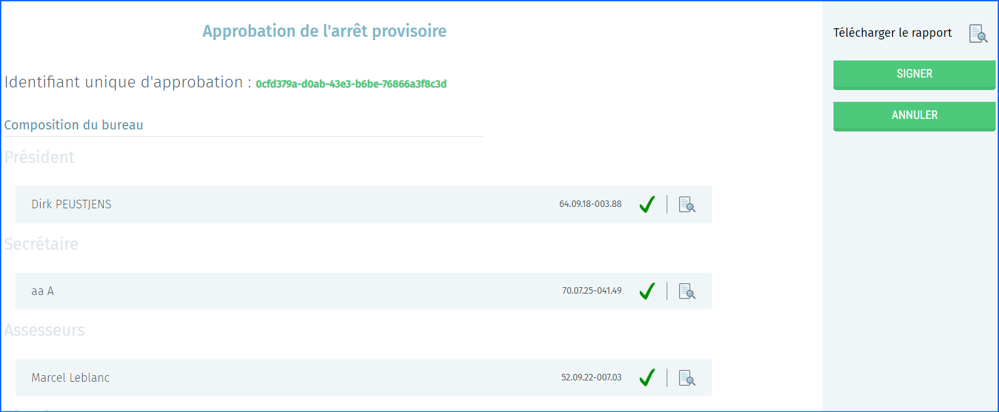 Approbation de l'arrêt provisoire
Identifiant unique d'approbation : 0cfd379a-d0ab-43e3-b6be-76866a3f8c3d
Composition du bureau
Président
Dirk PEUSTJENS 64.09.18-003.88
Secrétaire
aa A 70.07.25-041.49
Assesseurs
Marcel Leblanc 52.09.22-007.03
Télécharger le rapport
SIGNER
ANNULER